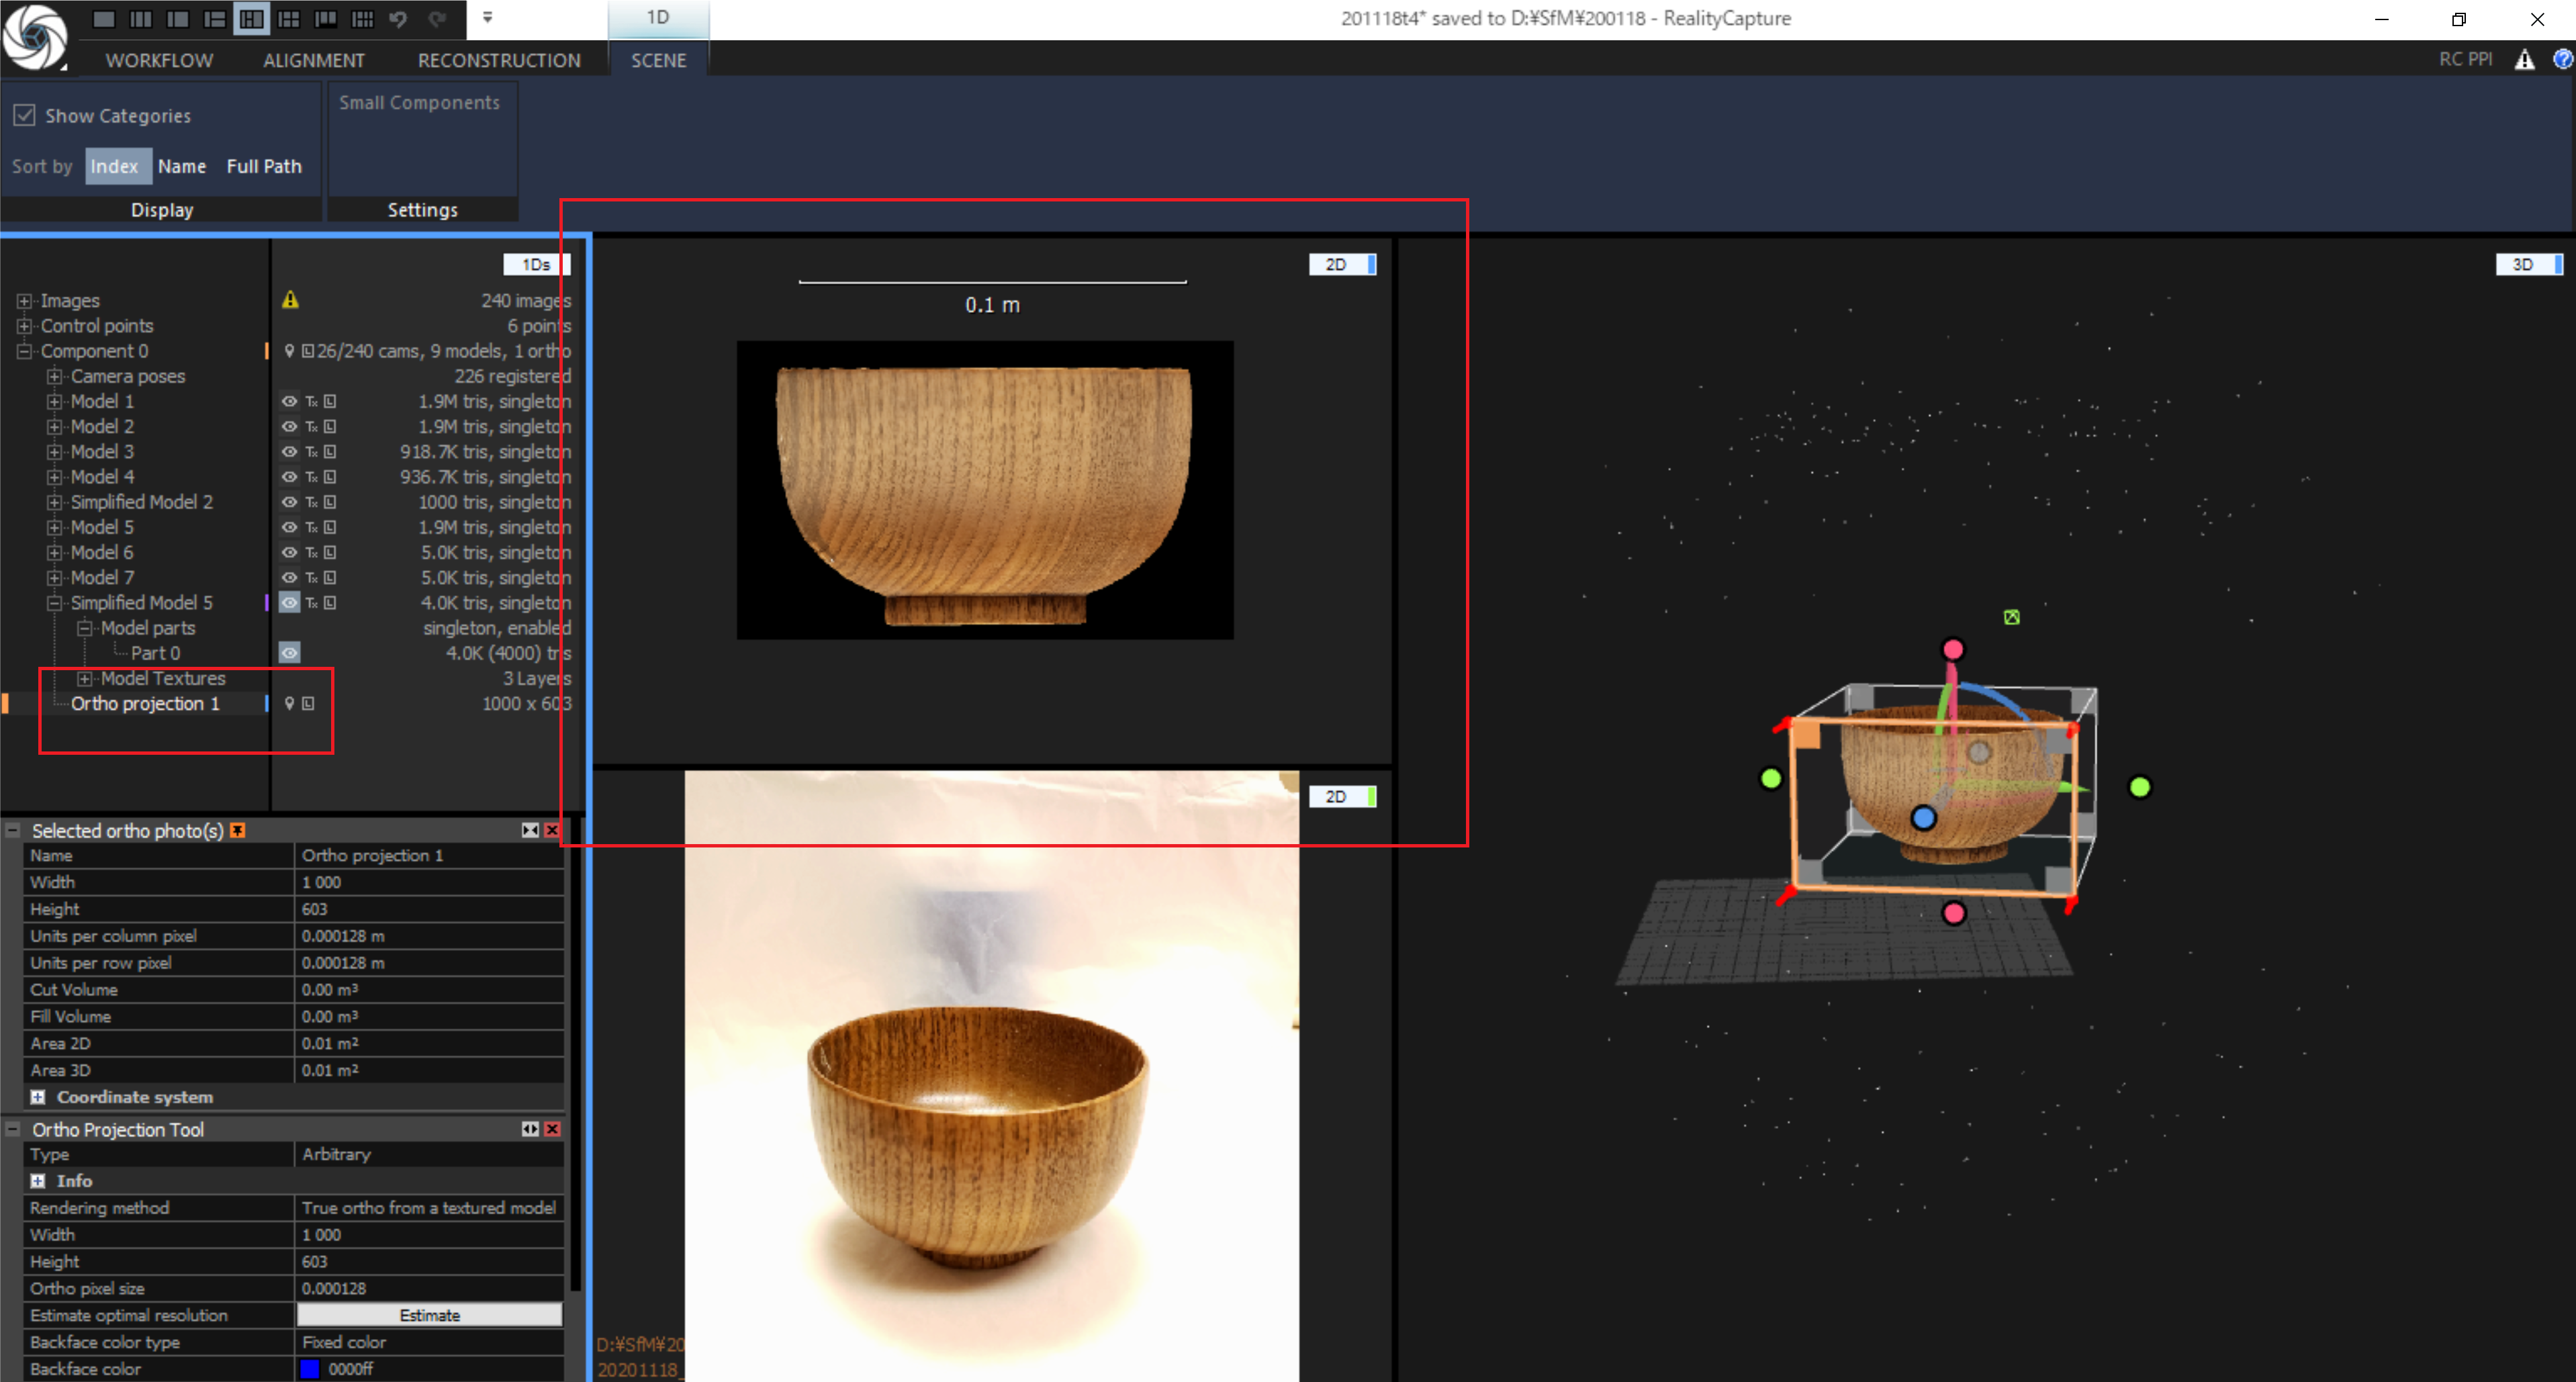 1D
201118t4* saved to D:¥SfM¥200118 - RealityCapture
WORKFLOW ALIGNMENT RECONSTRUCTION SCENE
RC PPI
Show Categories
Small Components
Sort by Index Name Full Path
Display Settings
1Ds
2D
3D
Images 240 images
Control points 6 points
Component 0 26/240 cams, 9 models, 1 ortho
Camera poses 226 registered
Model 1 Tx L 1.9M tris, singleton
Model 2 Tx L 1.9M tris, singleton
Model 3 Tx L 918.7K tris, singleton
Model 4 Tx L 936.7K tris, singleton
Simplified Model 2 Tx L 1000 tris, singleton
Model 5 Tx L 1.9M tris, singleton
Model 6 Tx L 5.0K tris, singleton
Model 7 Tx L 5.0K tris, singleton
Simplified Model 5 Tx L 4.0K tris, singleton
Model parts singleton, enabled
Part 0 4.0K (4000) tris
Model Textures 3 Layers
Ortho projection 1 L 1000 x 603
0.1 m
2D
Selected ortho photo(s)
Name Ortho projection 1
Width 1 000
Height 603
Units per column pixel 0.000128 m
Units per row pixel 0.000128 m
Cut Volume 0.00 m³
Fill Volume 0.00 m³
Area 2D 0.01 m²
Area 3D 0.01 m²
Coordinate system
Ortho Projection Tool
Type Arbitrary
Info
Rendering method True ortho from a textured model
Width 1 000
Height 603
Ortho pixel size 0.000128
Estimate optimal resolution Estimate
Backface color type Fixed color
Backface color 0000ff
D:¥SfM¥20
20201118_